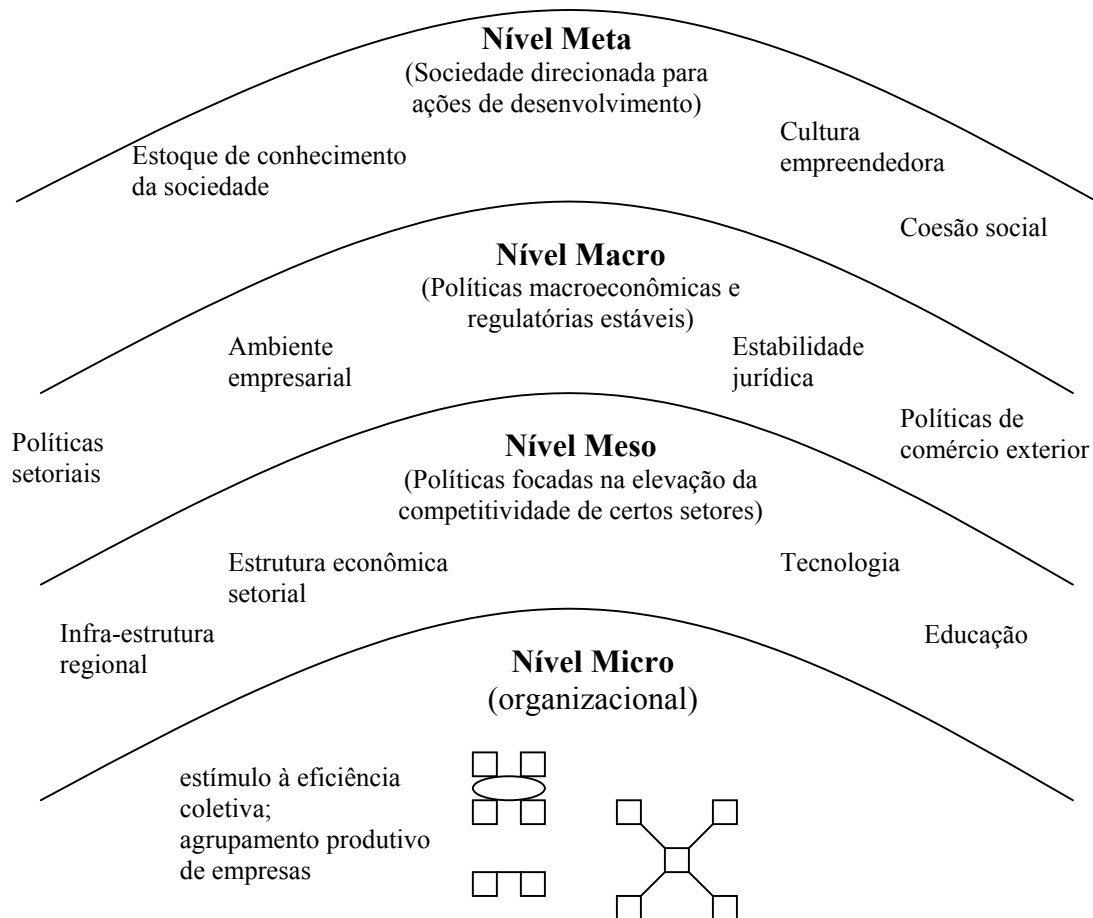 Nível Meta
(Sociedade direcionada para
ações de desenvolvimento)
Estoque de conhecimento
da sociedade
Cultura
empreendedora
Coesão social
Nível Macro
(Políticas macroeconômicas e
regulatórias estáveis)
Ambiente
empresarial
Estabilidade
jurídica
Políticas
setoriais
Políticas de
comércio exterior
Nível Meso
(Políticas focadas na elevação da
competitividade de certos setores)
Estrutura econômica
setorial
Tecnologia
Infra-estrutura
regional
Educação
Nível Micro
(organizacional)
estímulo à eficiência
coletiva;
agrupamento produtivo
de empresas